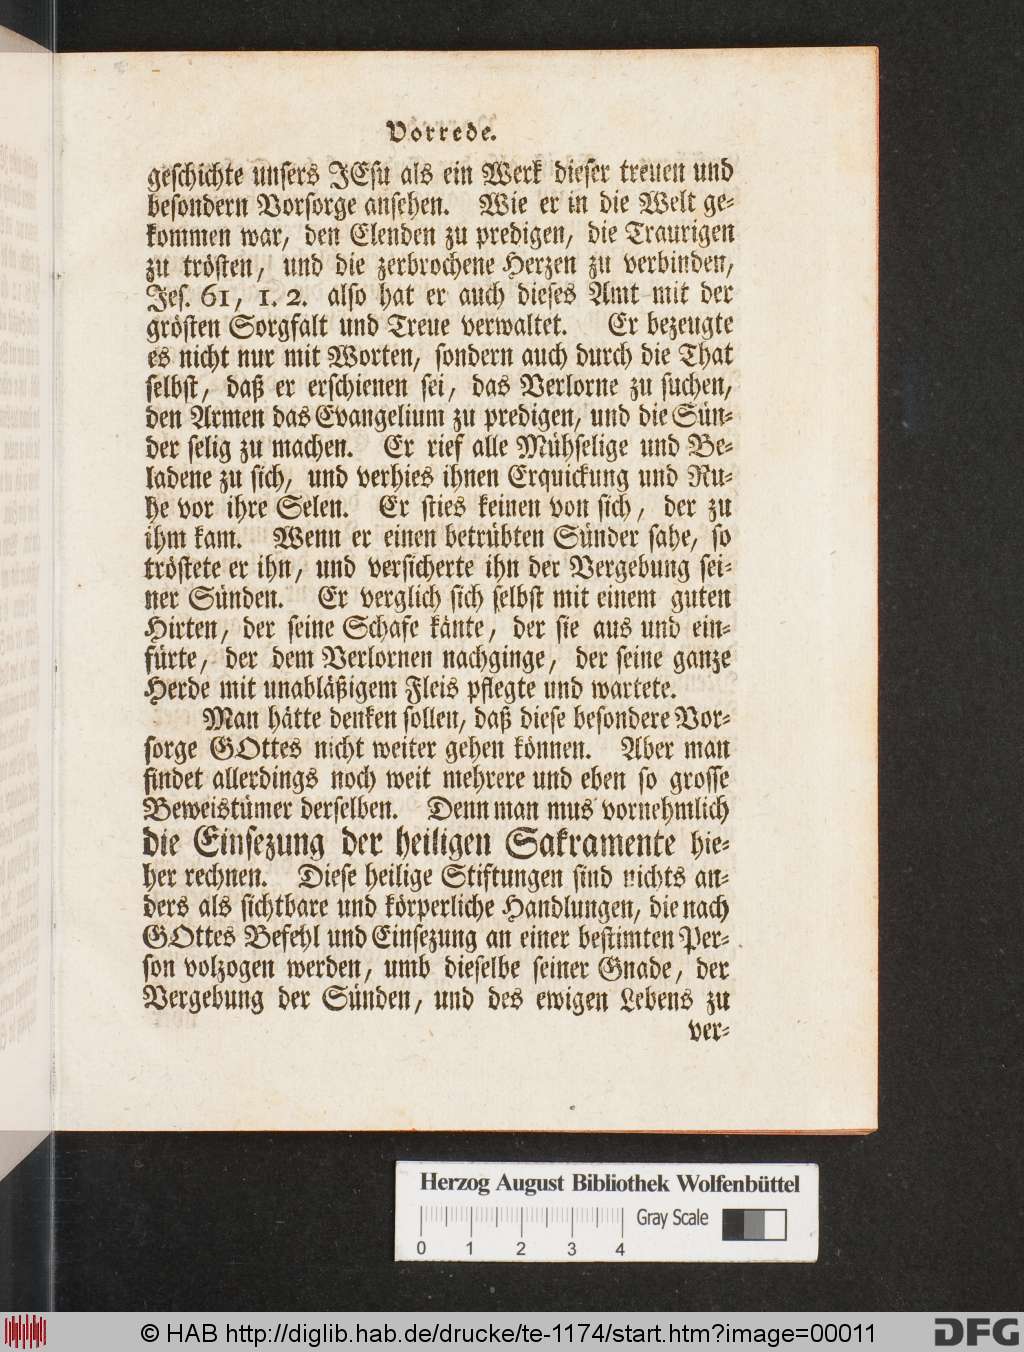 Vorrede.
geschichte unsers JEsu als ein Werk dieser treuen und
besondern Vorsorge ansehen. Wie er in die Welt ge-
kommen war, den Elenden zu predigen, die Traurigen
zu trösten, und die zerbrochene Herzen zu verbinden,
Jes. 61, 1. 2. also hat er auch dieses Amt mit der
grösten Sorgfalt und Treue verwaltet. Er bezeugte
es nicht nur mit Worten, sondern auch durch die That
selbst, daß er erschienen sei, das Verlorne zu suchen,
den Armen das Evangelium zu predigen, und die Sün-
der selig zu machen. Er rief alle Mühselige und Be-
ladene zu sich, und verhies ihnen Erquickung und Ru-
he vor ihre Selen. Er sties keinen von sich, der zu
ihm kam. Wenn er einen betrübten Sünder sahe, so
tröstete er ihn, und versicherte ihn der Vergebung sei-
ner Sünden. Er verglich sich selbst mit einem guten
Hirten, der seine Schafe känte, der sie aus und ein-
fürte, der dem Verlornen nachginge, der seine ganze
Herde mit unabläßigem Fleis pflegte und wartete.
Man hätte denken sollen, daß diese besondere Vor-
sorge GOttes nicht weiter gehen können. Aber man
findet allerdings noch weit mehrere und eben so grosse
Beweistümer derselben. Denn man mus vornehmlich
die Einsezung der heiligen Sakramente hie-
her rechnen. Diese heilige Stiftungen sind nichts an-
ders als sichtbare und körperliche Handlungen, die nach
GOttes Befehl und Einsezung an einer bestimten Per-
son volzogen werden, umb dieselbe seiner Gnade, der
Vergebung der Sünden, und des ewigen Lebens zu
ver-
Herzog August Bibliothek Wolfenbüttel
Gray Scale
0 1 2 3 4
© HAB http://diglib.hab.de/drucke/te-1174/start.htm?image=00011
DFG